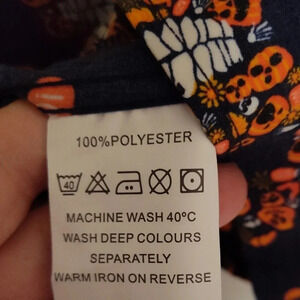 100%POLYESTER
40
MACHINE WASH 40°C
WASH DEEP COLOURS
SEPARATELY
WARM IRON ON REVERSE